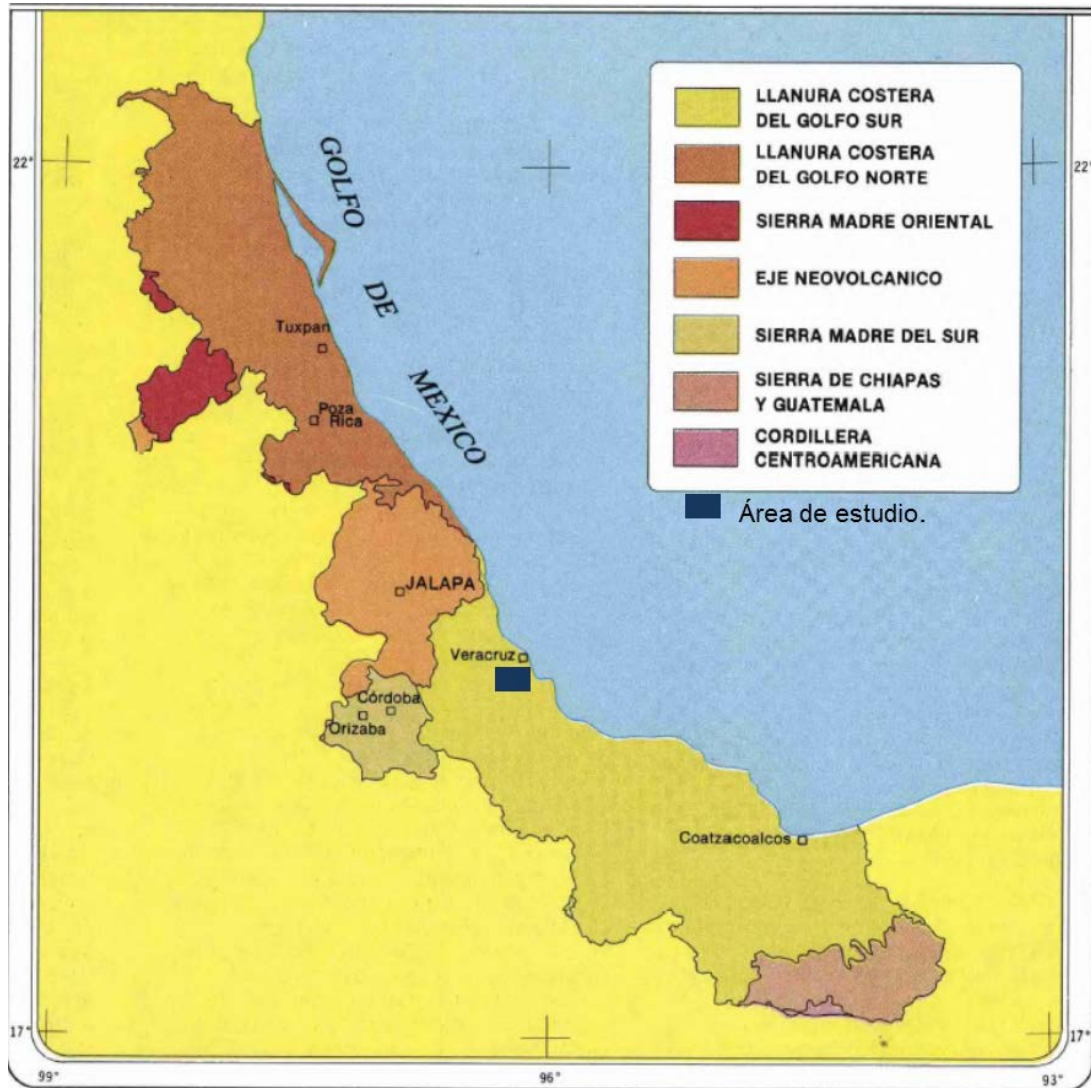 LLANURA COSTERA
DEL GOLFO SUR
LLANURA COSTERA
DEL GOLFO NORTE
SIERRA MADRE ORIENTAL
EJE NEOVOLCANICO
SIERRA MADRE DEL SUR
SIERRA DE CHIAPAS
Y GUATEMALA
CORDILLERA
CENTROAMERICANA
Área de estudio.
22°
22°
GOLFO
DE
MEXICO
Tuxpan
Poza
Rica
JALAPA
Veracruz
Córdoba
Orizaba
Coatzacoalcos
17°
17°
99°
96°
93°